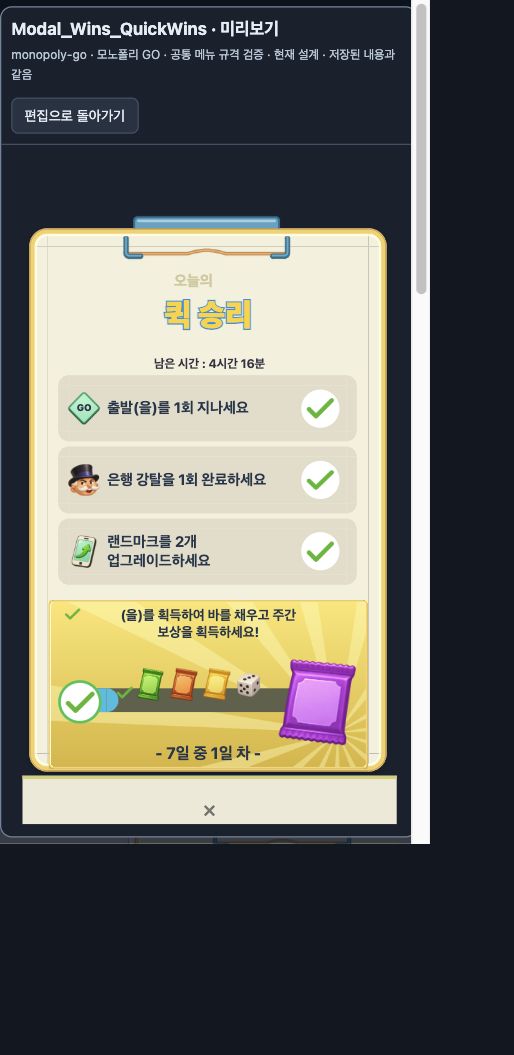 Modal_Wins_QuickWins · 미리보기
monopoly-go · 모노폴리 GO · 공통 메뉴 규격 검증 · 현재 설계 · 저장된 내용과
같음
편집으로 돌아가기
오늘의
퀵 승리
남은 시간 : 4시간 16분
GO
출발(을)를 1회 지나세요
은행 강탈을 1회 완료하세요
랜드마크를 2개
업그레이드하세요
(을)를 획득하여 바를 채우고 주간
보상을 획득하세요!
- 7일 중 1일 차 -
×